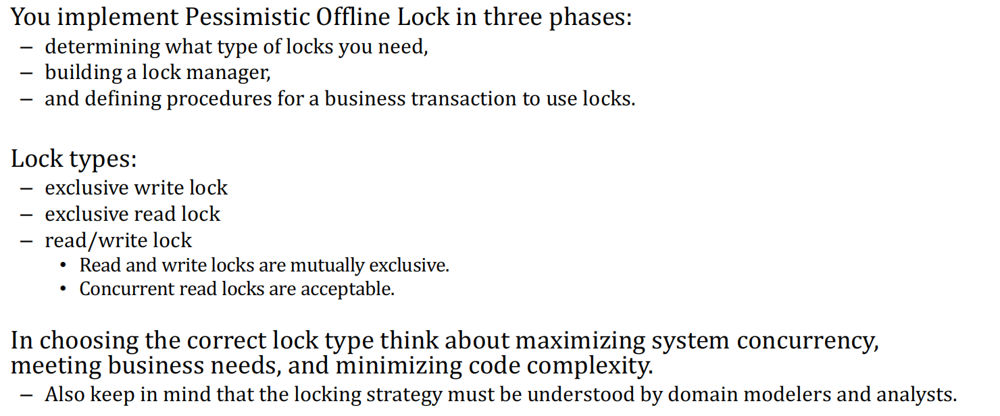 You implement Pessimistic Offline Lock in three phases:
– determining what type of locks you need,
– building a lock manager,
– and defining procedures for a business transaction to use locks.
Lock types:
– exclusive write lock
– exclusive read lock
– read/write lock
• Read and write locks are mutually exclusive.
• Concurrent read locks are acceptable.
In choosing the correct lock type think about maximizing system concurrency,
meeting business needs, and minimizing code complexity.
– Also keep in mind that the locking strategy must be understood by domain modelers and analysts.